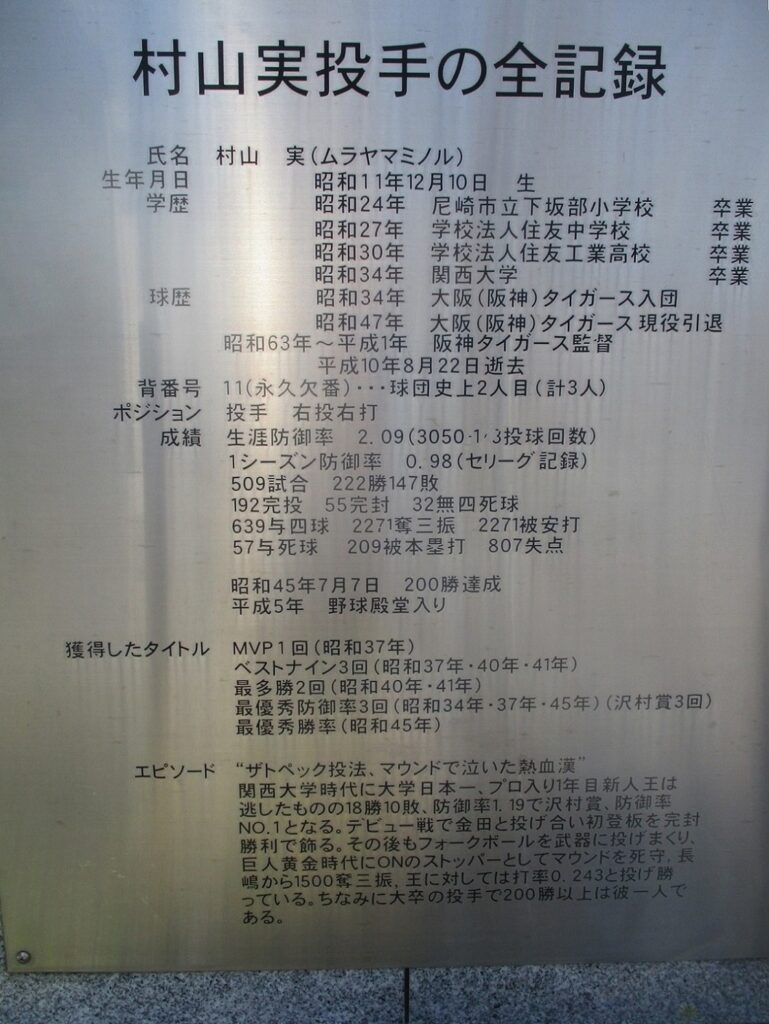 村山実投手の全記録
氏名 村山 実(ムラヤマミノル)
生年月日 昭和11年12月10日 生
学歴 昭和24年 尼崎市立下坂部小学校 卒業
昭和27年 学校法人住友中学校 卒業
昭和30年 学校法人住友工業高校 卒業
昭和34年 関西大学 卒業
球歴 昭和34年 大阪(阪神)タイガース入団
昭和47年 大阪(阪神)タイガース現役引退
昭和63年〜平成1年 阪神タイガース監督
平成10年8月22日逝去
背番号 11(永久欠番)・・・球団史上2人目(計3人)
ポジション 投手 右投右打
成績 生涯防御率 2.09(3050・1/3投球回数)
1シーズン防御率 0.98(セリーグ記録)
509試合 222勝147敗
192完投 55完封 32無四死球
639与四球 2271奪三振 2271被安打
57与死球 209被本塁打 807失点
昭和45年7月7日 200勝達成
平成5年 野球殿堂入り
獲得したタイトル MVP1回(昭和37年)
ベストナイン3回(昭和37年・40年・41年)
最多勝2回(昭和40年・41年)
最優秀防御率3回(昭和34年・37年・45年)(沢村賞3回)
最優秀勝率(昭和45年)
エピソード “ザトペック投法、マウンドで泣いた熱血漢”
関西大学時代に大学日本一、プロ入り1年目新人王は
逃したものの18勝10敗、防御率1.19で沢村賞、防御率
NO.1となる。デビュー戦で金田と投げ合い初登板を完封
勝利で飾る。その後もフォークボールを武器に投げまくり、
巨人黄金時代にONのストッパーとしてマウンドを死守,長
嶋から1500奪三振,王に対しては打率0.243と投げ勝
っている。ちなみに大卒の投手で200勝以上は彼一人で
ある。